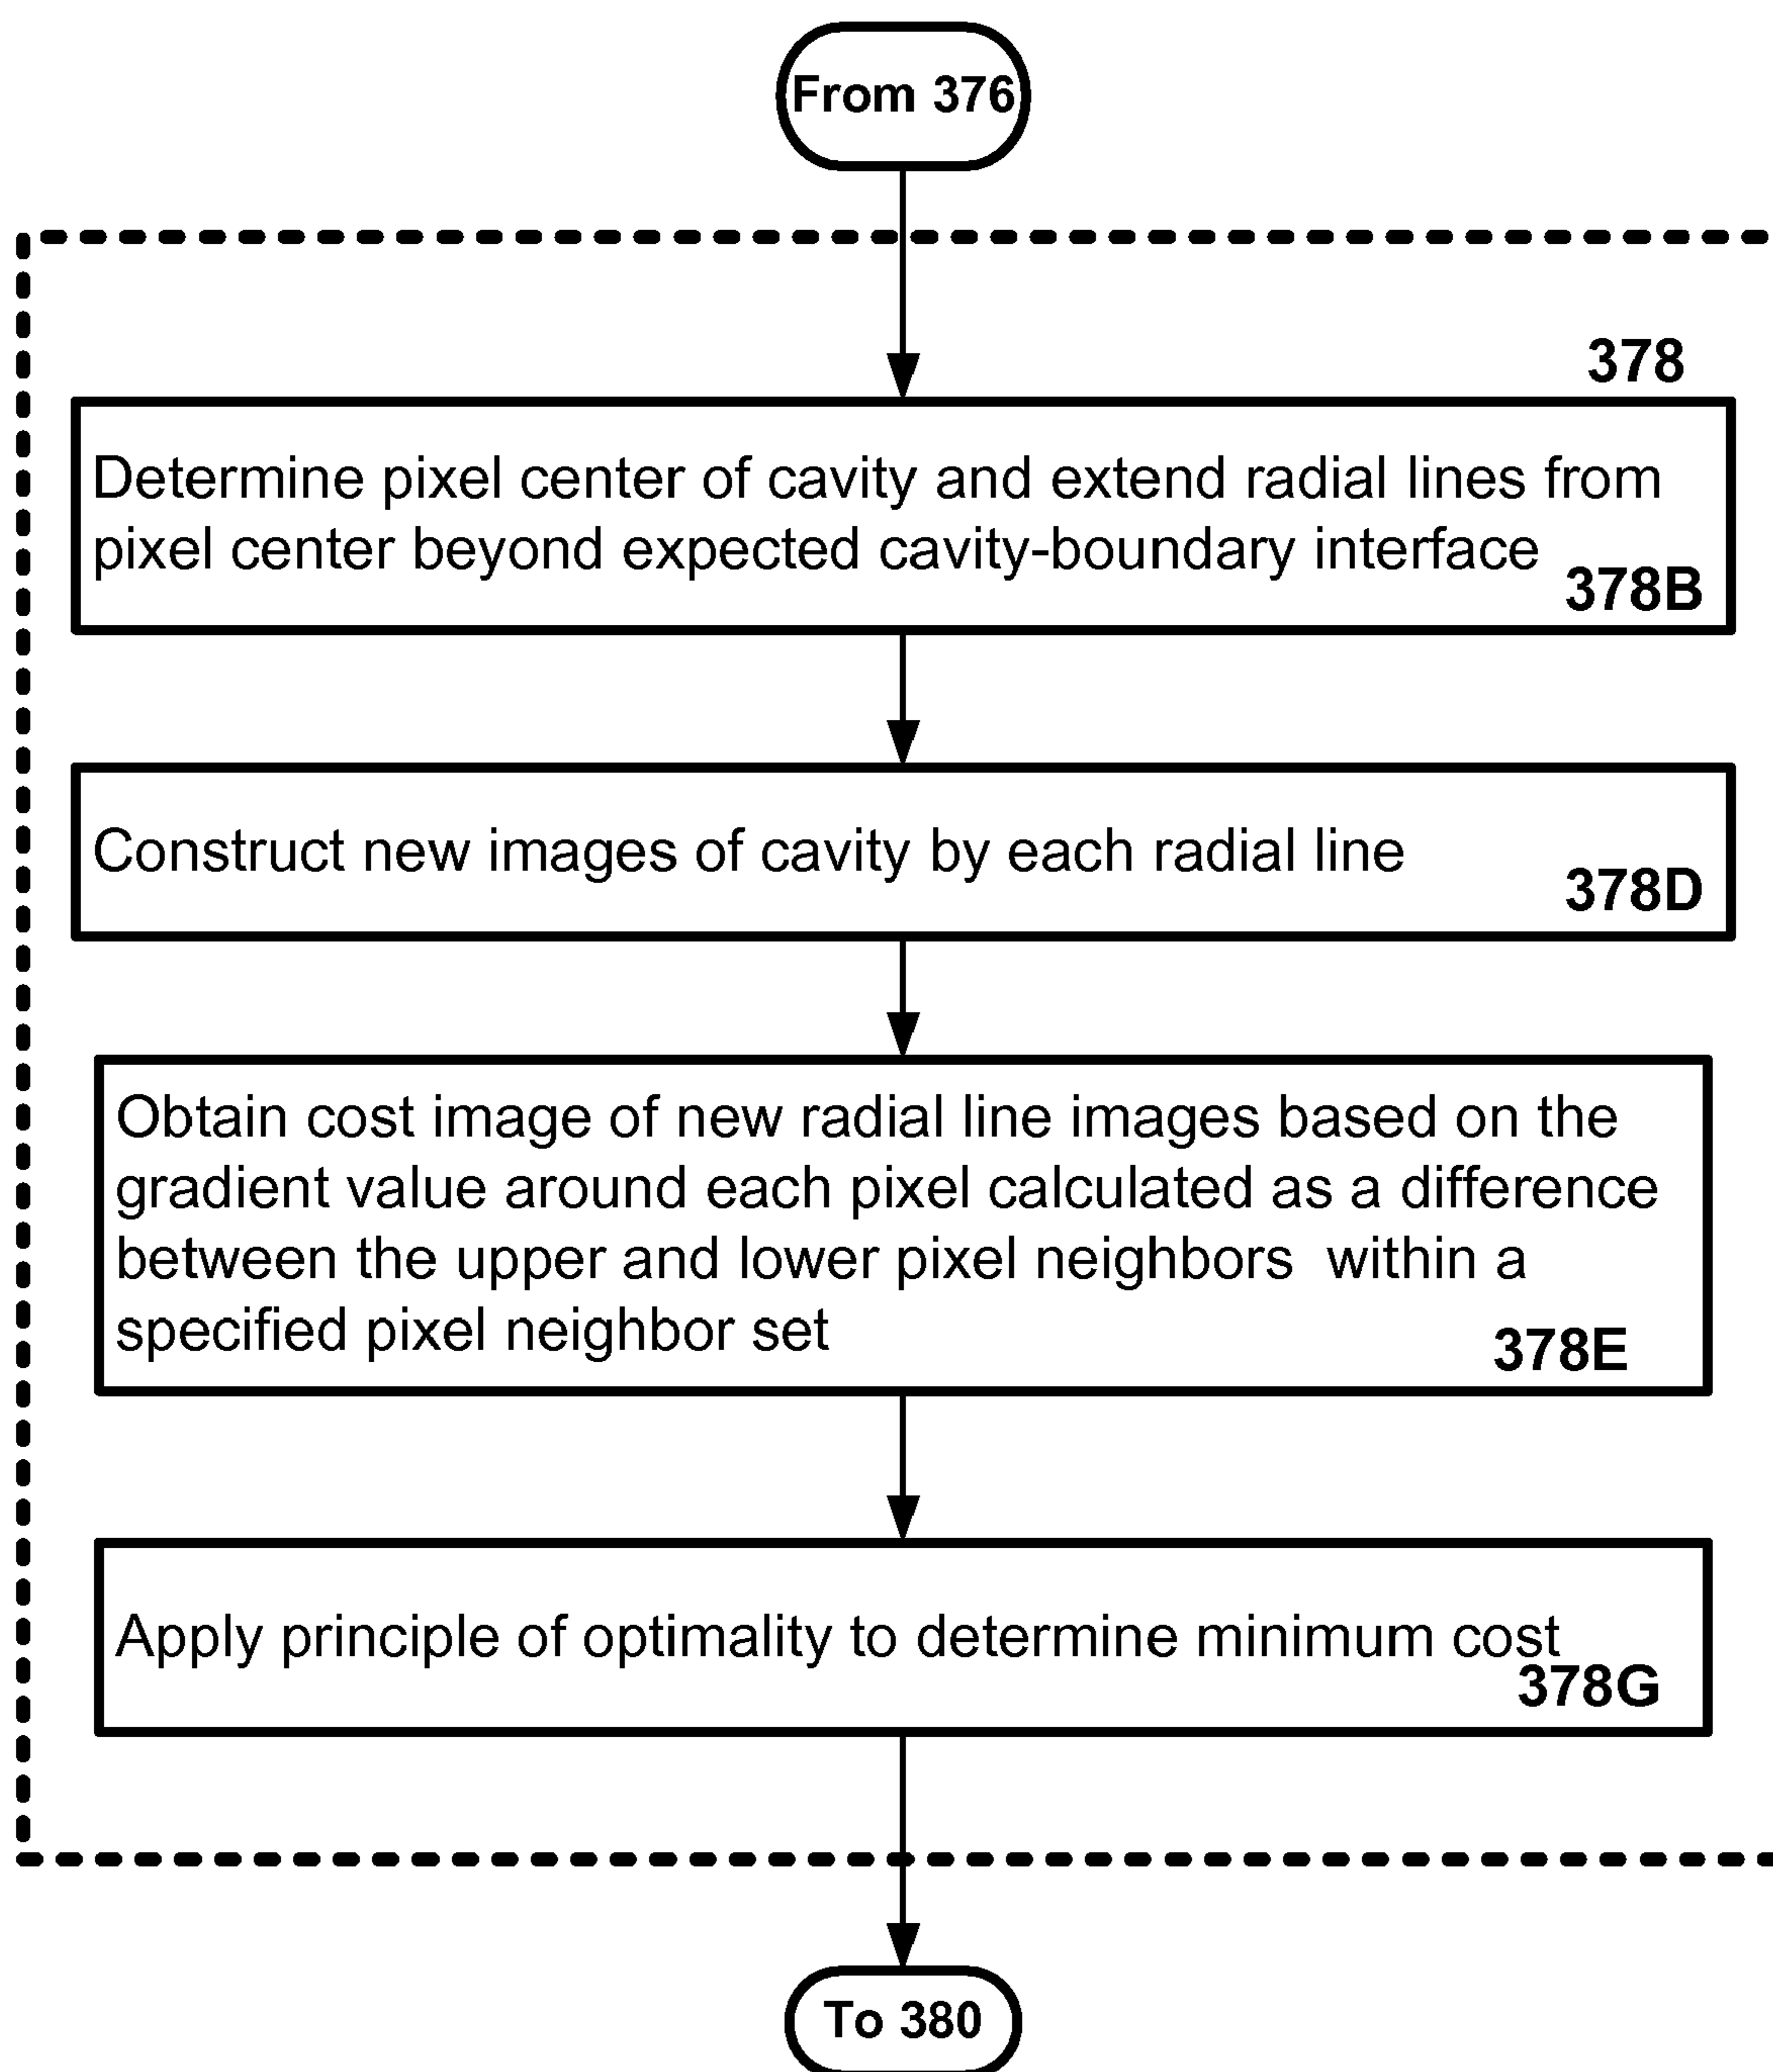 From 376
378
Determine pixel center of cavity and extend radial lines from
pixel center beyond expected cavity-boundary interface
378B
Construct new images of cavity by each radial line
378D
Obtain cost image of new radial line images based on the
gradient value around each pixel calculated as a difference
between the upper and lower pixel neighbors within a
specified pixel neighbor set
378E
Apply principle of optimality to determine minimum cost
378G
To 380